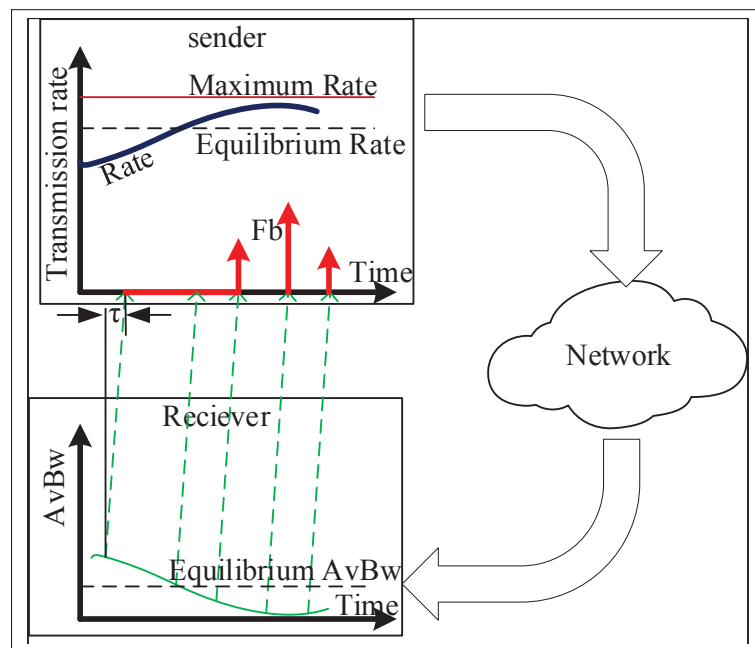 sender
Maximum Rate
Equilibrium Rate
Rate
Transmission rate
Fb
Time
τ
Network
Reciever
AvBw
Equilibrium AvBw
Time